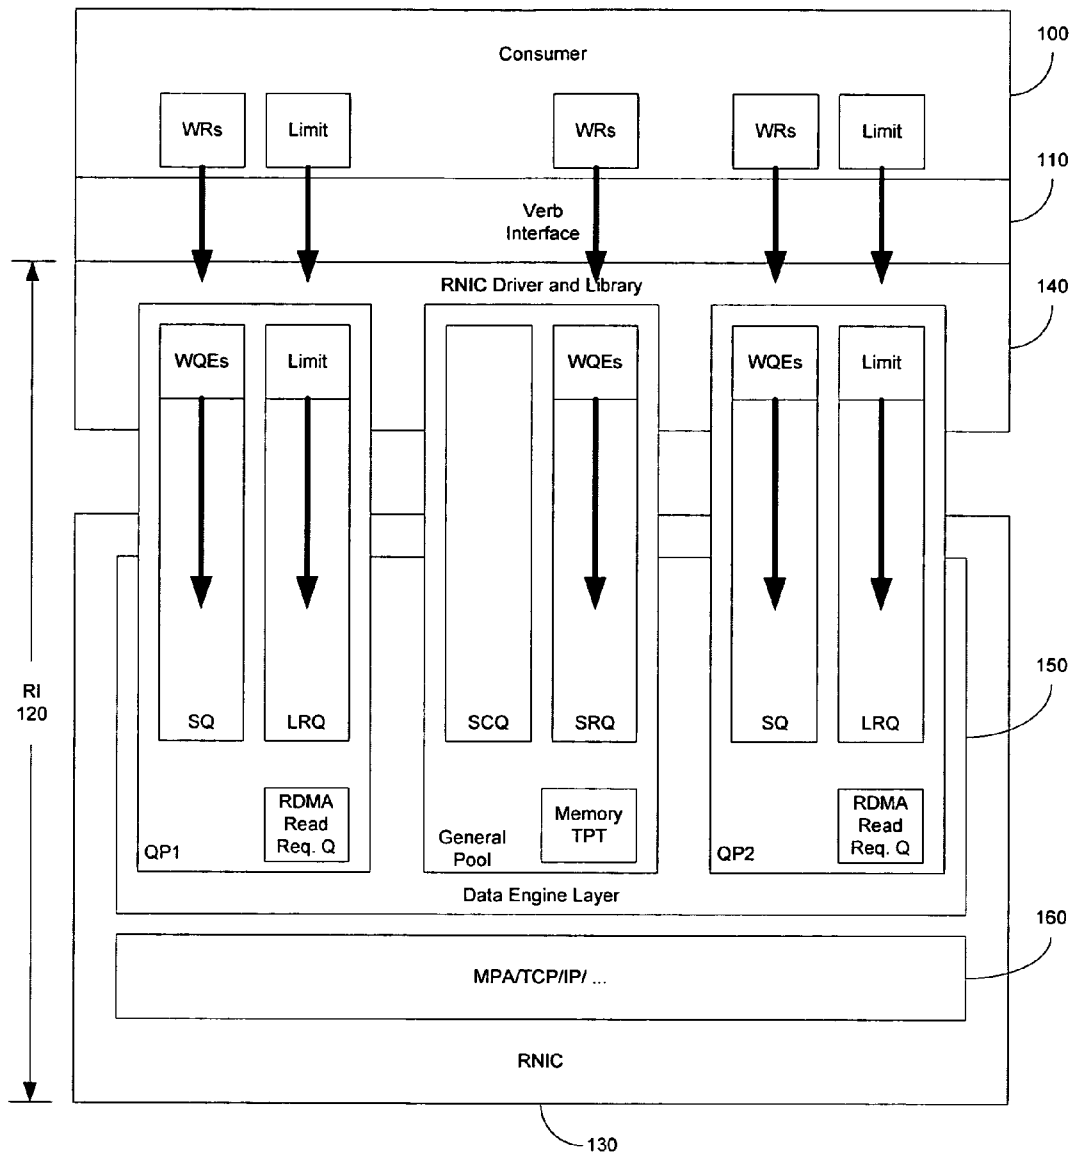 100
Consumer
WRs
Limit
WRs
WRs
Limit
110
Verb
Interface
RNIC Driver and Library
140
WQEs
Limit
WQEs
WQEs
Limit
150
RI
120
SQ
LRQ
SCQ
SRQ
SQ
LRQ
RDMA
Read
Req. Q
Memory
TPT
RDMA
Read
Req. Q
QP1
General
Pool
QP2
Data Engine Layer
160
MPA/TCP/IP/ ...
RNIC
130